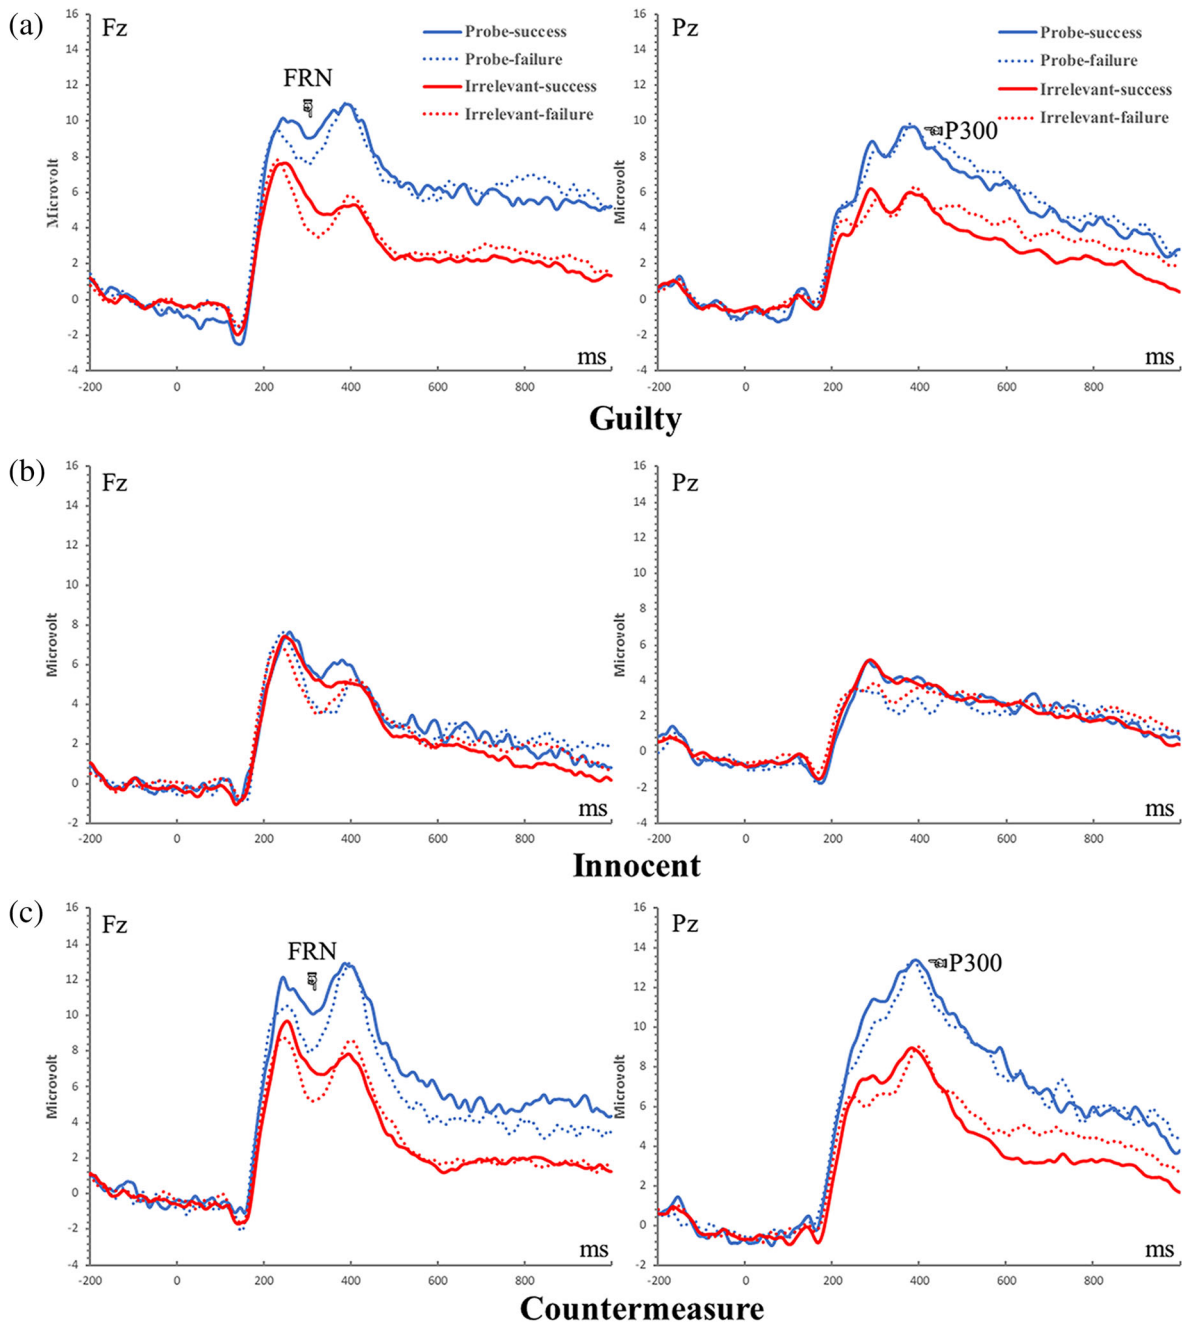 (a)
Fz
Probe-success
Probe-failure
Irrelevant-success
Irrelevant-failure
FRN
Microvolt
16
14
12
10
8
6
4
2
0
-2
-4
-200
0
200
400
600
800
ms
Pz
Probe-success
Probe-failure
Irrelevant-success
Irrelevant-failure
P300
Microvolt
16
14
12
10
8
6
4
2
0
-2
-4
-200
0
200
400
600
800
ms
Guilty
(b)
Fz
Microvolt
16
14
12
10
8
6
4
2
0
-2
-200
0
200
400
600
800
ms
Pz
Microvolt
16
14
12
10
8
6
4
2
0
-2
-4
-200
0
200
400
600
800
ms
Innocent
(c)
Fz
FRN
Microvolt
16
14
12
10
8
6
4
2
0
-2
-4
-200
0
200
400
600
800
ms
Pz
P300
Microvolt
16
14
12
10
8
6
4
2
0
-2
-200
0
200
400
600
800
ms
Countermeasure